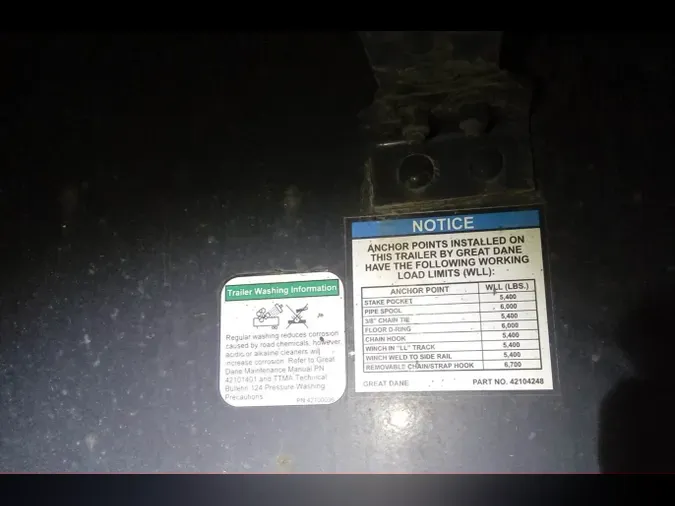 NOTICE
ANCHOR POINTS INSTALLED ON
THIS TRAILER BY GREAT DANE
HAVE THE FOLLOWING WORKING
LOAD LIMITS (WLL):
ANCHOR POINT WLL (LBS.)
STAKE POCKET 5,400
PIPE SPOOL 6,000
3/8" CHAIN TIE 5,400
FLOOR D-RING 6,000
CHAIN HOOK 5,400
WINCH IN "LL" TRACK 5,400
WINCH WELD TO SIDE RAIL 5,400
REMOVABLE CHAIN/STRAP HOOK 6,700
GREAT DANE PART NO. 42104248
Trailer Washing Information
Regular washing reduces corrosion
caused by road chemicals, however
acidic or alkaline cleaners will
increase corrosion. Refer to Great
Dane Maintenance Manual PN
42101401 and TTMA Technical
Bulletin 124 Pressure Washing
Precautions.
PN